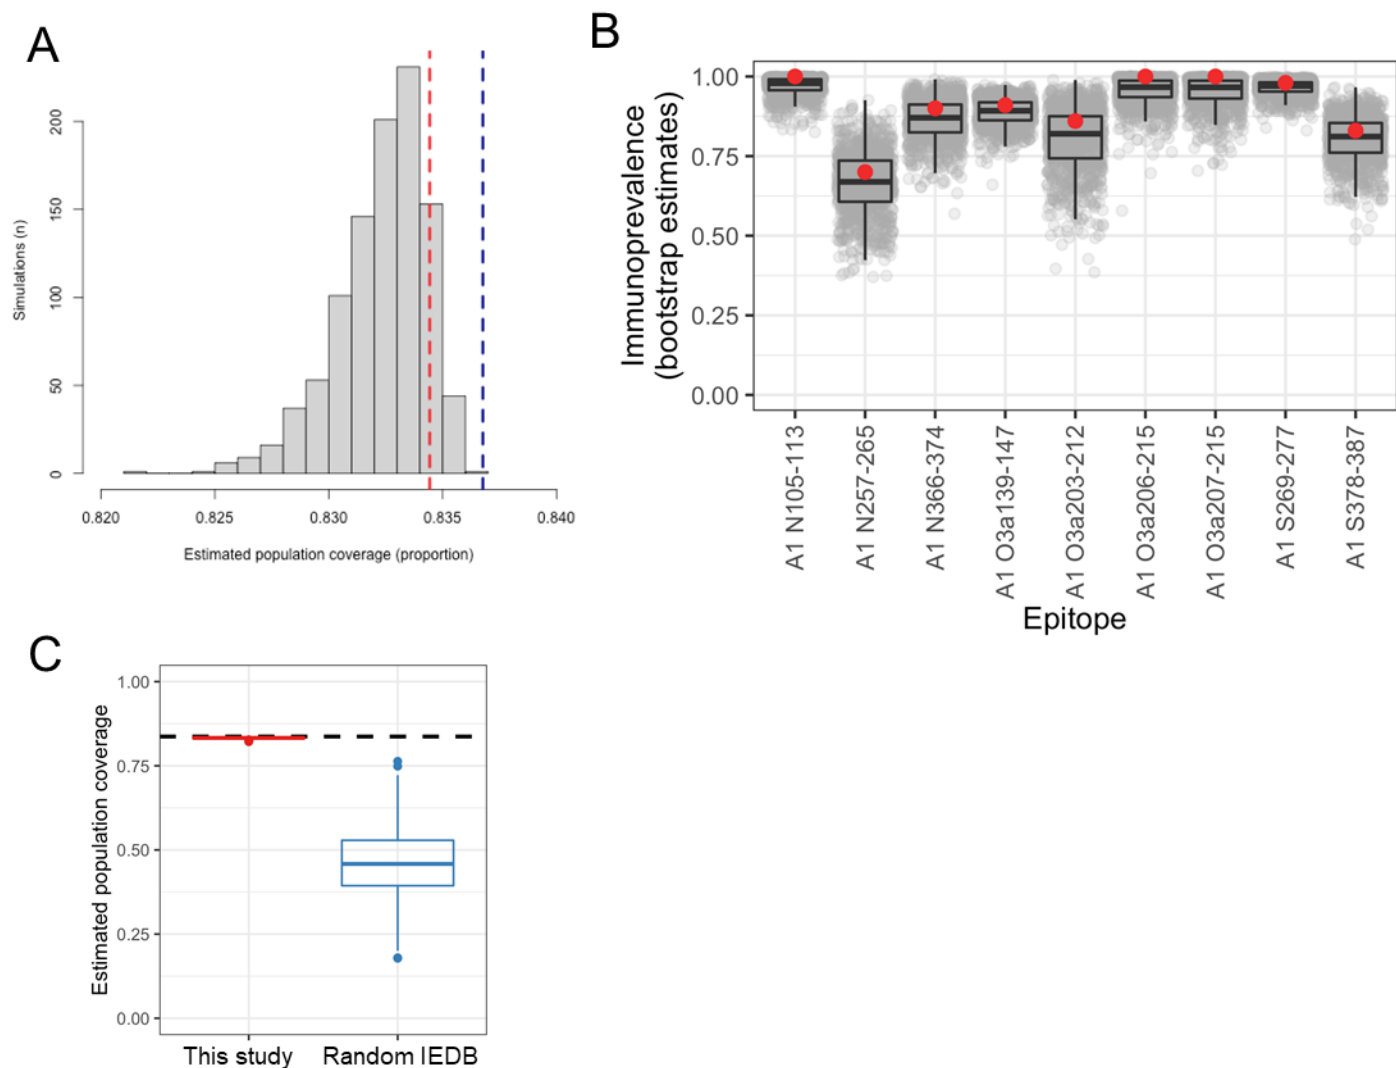 A
Simulations (n)
200
150
100
50
0
0.820 0.825 0.830 0.835 0.840
Estimated population coverage (proportion)
B
Immunoprevalence
(bootstrap estimates)
1.00
0.75
0.50
0.25
0.00
A1 N105-113
A1 N257-265
A1 N366-374
A1 O3a139-147
A1 O3a203-212
A1 O3a206-215
A1 O3a207-215
A1 S269-277
A1 S378-387
Epitope
C
Estimated population coverage
1.00
0.75
0.50
0.25
0.00
This study Random IEDB